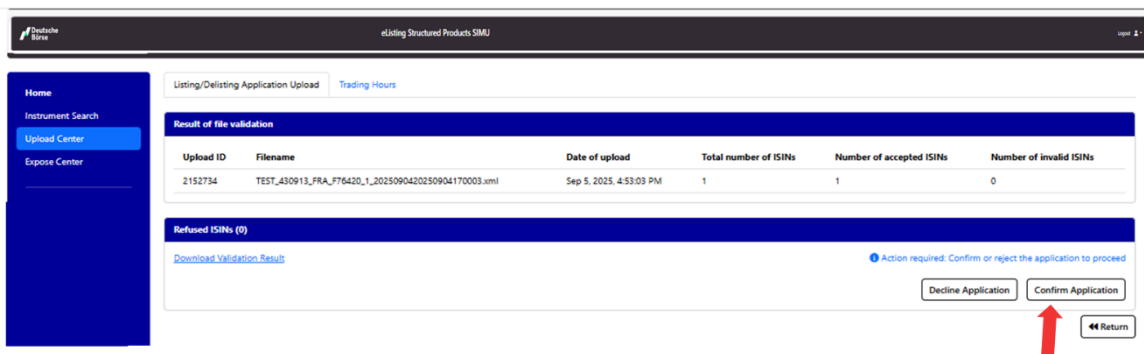 Deutsche
Börse
eListing Structured Products SIMU
Logout
Home
Instrument Search
Upload Center
Expose Center
Listing/Delisting Application Upload Trading Hours
Result of file validation
Upload ID Filename Date of upload Total number of ISINs Number of accepted ISINs Number of invalid ISINs
2152734 TEST_430913_FRA_F76420_1_2025090420250904170003.xml Sep 5, 2025, 4:53:03 PM 1 1 0
Refused ISINs (0)
Download Validation Result
Action required: Confirm or reject the application to proceed
Decline Application Confirm Application
Return